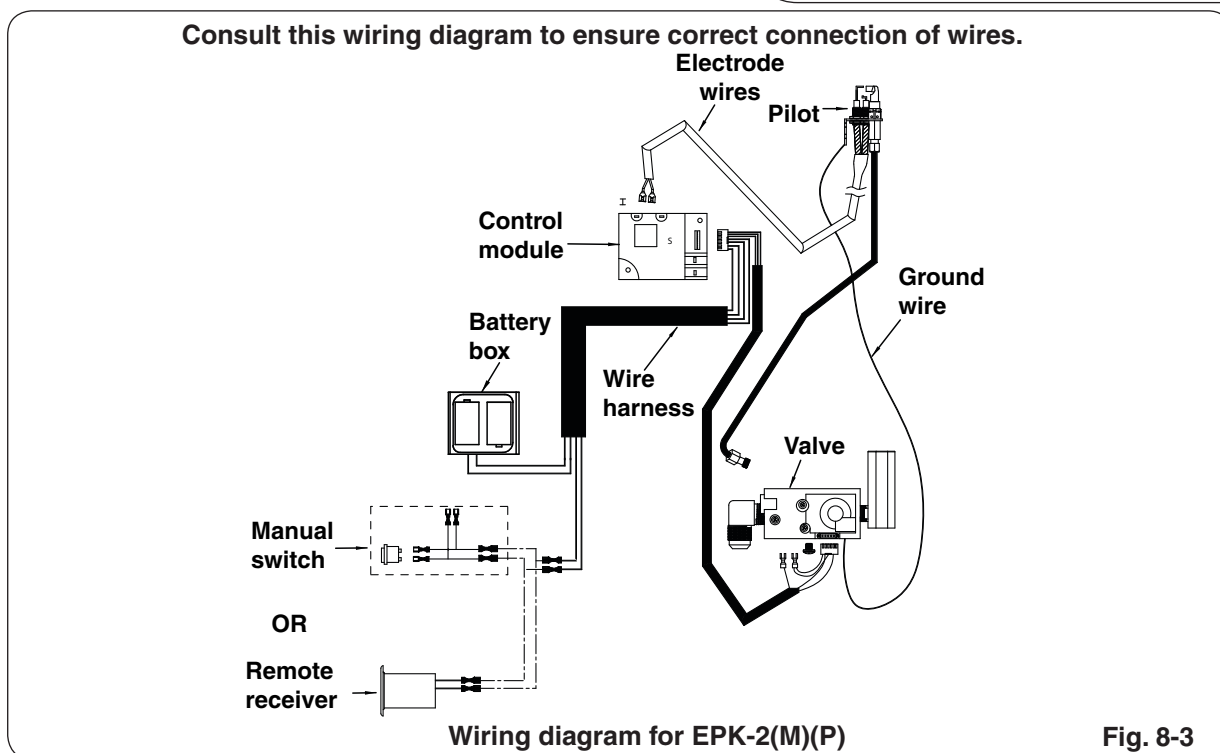 Consult this wiring diagram to ensure correct connection of wires.
Electrode
wires
Pilot
Control
module
I
S
Ground
wire
Battery
box
Wire
harness
Valve
Manual
switch
OR
Remote
receiver
Wiring diagram for EPK-2(M)(P)
Fig. 8-3